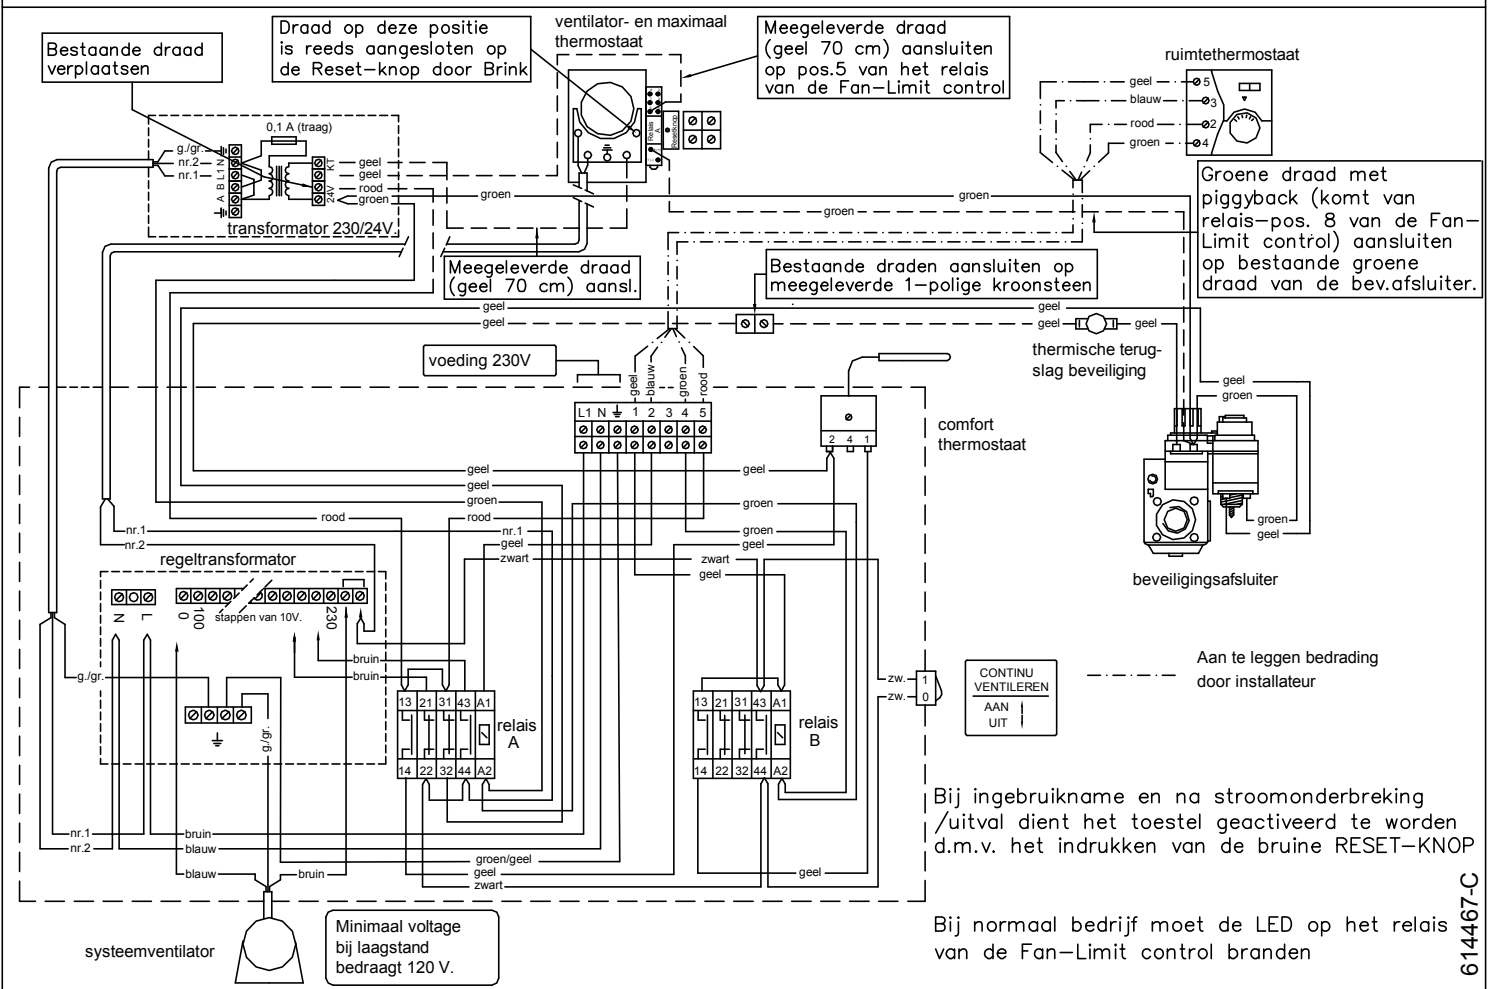 Bestaande draad
verplaatsen
Draad op deze positie
is reeds aangesloten op
de Reset-knop door Brink
ventilator- en maximaal
thermostaat
Meegeleverde draad
(geel 70 cm) aansluiten
op pos.5 van het relais
van de Fan-Limit control
ruimtethermostaat
geel 5
blauw 3
rood 2
groen 4
0,1 A (traag)
g./gr.
nr.2
nr.1
N
L1
B
A
KT
24V
geel
geel
rood
groen
transformator 230/24V.
Relais
A
Resetknop
groen
groen
groen
Groene draad met
piggyback (komt van
relais-pos. 8 van de Fan-
Limit control) aansluiten
op bestaande groene
draad van de bev.afsluiter.
Meegeleverde draad
(geel 70 cm) aansl.
Bestaande draden aansluiten op
meegeleverde 1-polige kroonsteen
geel
geel
geel
geel
geel
thermische terug-
slag beveiliging
voeding 230V
geel
blauw
groen
rood
L1 N 1 2 3 4 5
2 4 1
comfort
thermostaat
geel
groen
groen
geel
beveiligingsafsluiter
geel
geel
groen
rood
rood
nr.1
geel
zwart
geel
groen
groen
geel
zwart
geel
nr.1
nr.2
regeltransformator
N
L
0
100
stappen van 10V.
230
bruin
bruin
g./gr.
g./gr.
13 21 31 43 A1
14 22 32 44 A2
relais
A
13 21 31 43 A1
14 22 32 44 A2
relais
B
zw.
zw.
1
0
CONTINU
VENTILEREN
AAN
UIT
Aan te leggen bedrading
door installateur
nr.1
nr.2
bruin
blauw
groen/geel
geel
zwart
geel
blauw
bruin
systeemventilator
Minimaal voltage
bij laagstand
bedraagt 120 V.
Bij ingebruikname en na stroomonderbreking
/uitval dient het toestel geactiveerd te worden
d.m.v. het indrukken van de bruine RESET-KNOP
Bij normaal bedrijf moet de LED op het relais
van de Fan-Limit control branden
614467-C